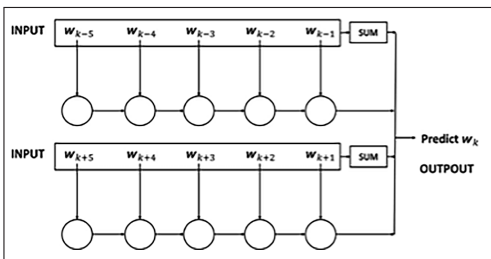 INPUT w_{k-5} w_{k-4} w_{k-3} w_{k-2} w_{k-1} SUM
Predict w_k
INPUT w_{k+5} w_{k+4} w_{k+3} w_{k+2} w_{k+1} SUM
OUTPOUT